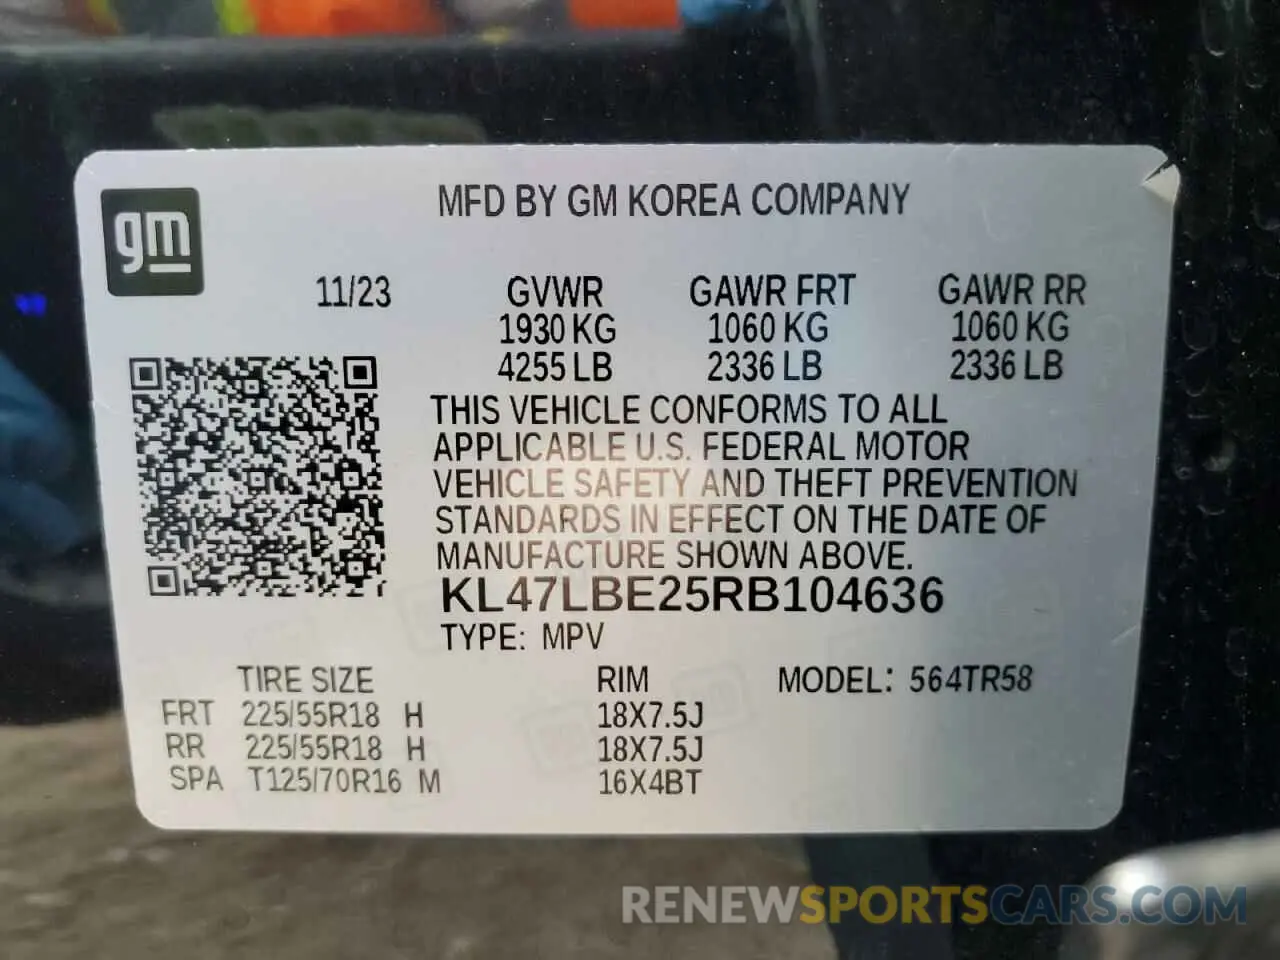 gm
MFD BY GM KOREA COMPANY
11/23 GVWR GAWR FRT GAWR RR
1930 KG 1060 KG 1060 KG
4255 LB 2336 LB 2336 LB
THIS VEHICLE CONFORMS TO ALL
APPLICABLE U.S. FEDERAL MOTOR
VEHICLE SAFETY AND THEFT PREVENTION
STANDARDS IN EFFECT ON THE DATE OF
MANUFACTURE SHOWN ABOVE.
KL47LBE25RB104636
TYPE: MPV
TIRE SIZE RIM MODEL: 564TR58
FRT 225/55R18 H 18X7.5J
RR 225/55R18 H 18X7.5J
SPA T125/70R16 M 16X4BT
RENEWSPORTSCARS.COM